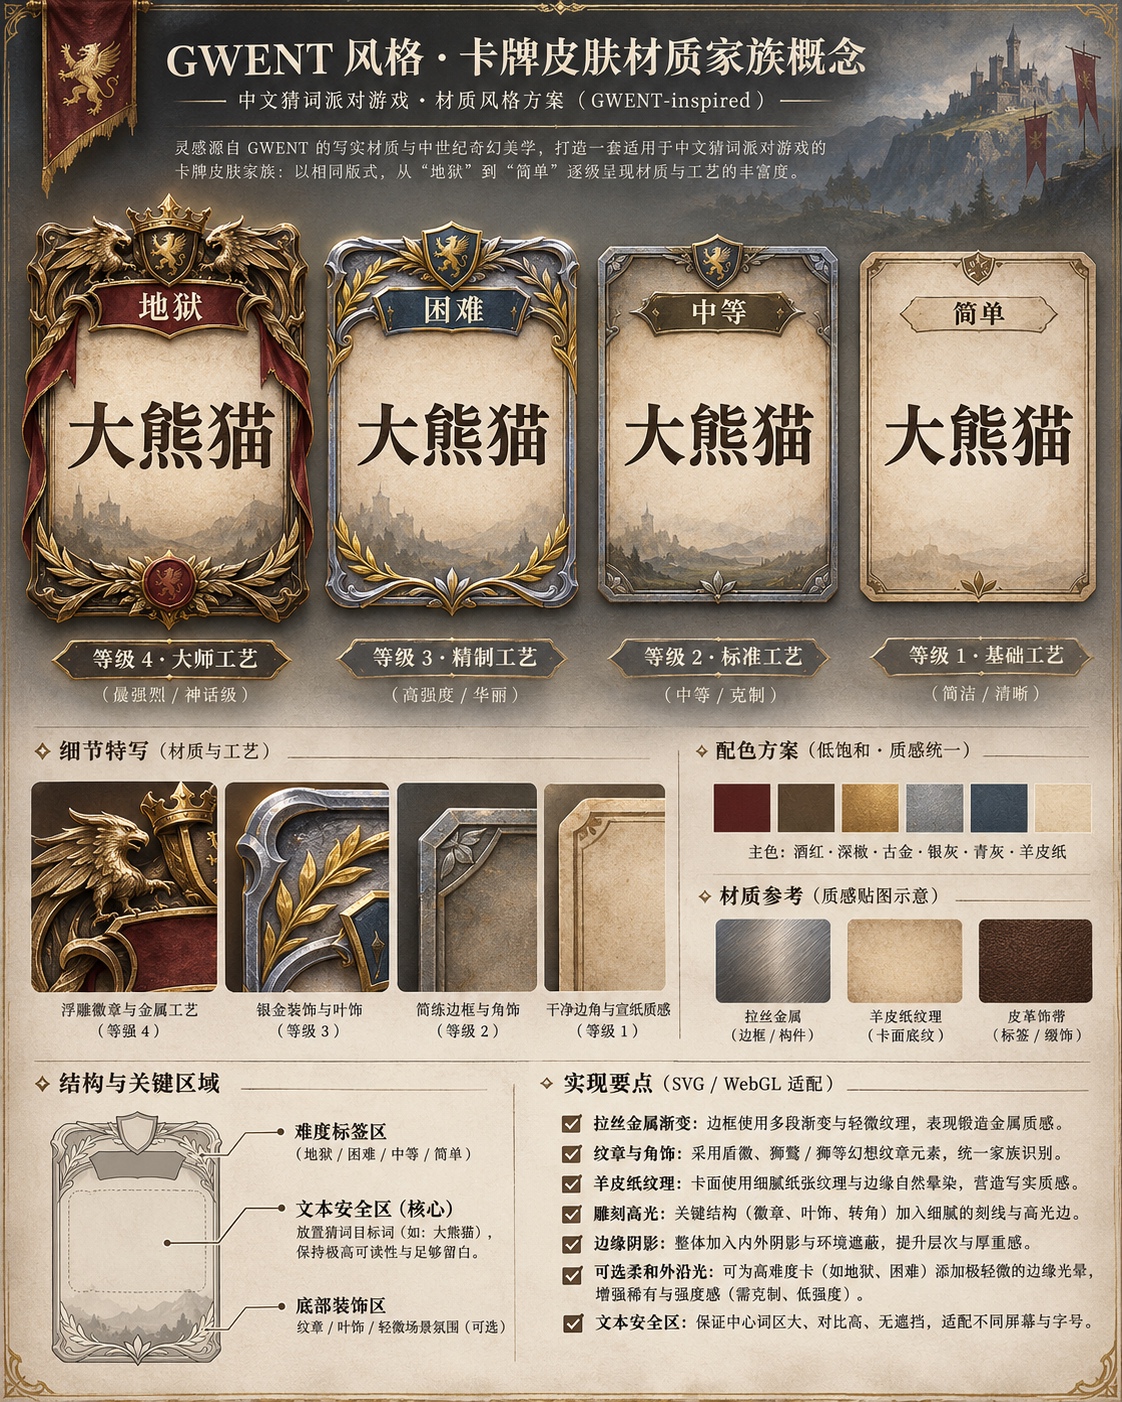 GWENT 风格 · 卡牌皮肤材质家族概念
中文猜词派对游戏 · 材质风格方案（GWENT-inspired）
灵感源自 GWENT 的写实材质与中世纪奇幻美学，打造一套适用于中文猜词派对游戏的
卡牌皮肤家族：以相同版式，从“地狱”到“简单”逐级呈现材质与工艺的丰富度。
地狱
大熊猫
困难
大熊猫
中等
大熊猫
简单
大熊猫
等级 4 · 大师工艺
（最强烈 / 神话级）
等级 3 · 精制工艺
（高强度 / 华丽）
等级 2 · 标准工艺
（中等 / 克制）
等级 1 · 基础工艺
（简洁 / 清晰）
细节特写（材质与工艺）
浮雕徽章与金属工艺
（等强 4）
银金装饰与叶饰
（等级 3）
简练边框与角饰
（等级 2）
干净边角与宣纸质感
（等级 1）
配色方案（低饱和 · 质感统一）
主色：酒红 · 深橄 · 古金 · 银灰 · 青灰 · 羊皮纸
材质参考（质感贴图示意）
拉丝金属
（边框 / 构件）
羊皮纸纹理
（卡面底纹）
皮革饰带
（标签 / 缀饰）
结构与关键区域
难度标签区
（地狱 / 困难 / 中等 / 简单）
文本安全区（核心）
放置猜词目标词（如：大熊猫），
保持极高可读性与足够留白。
底部装饰区
纹章 / 叶饰 / 轻微场景氛围（可选）
实现要点（SVG / WebGL 适配）
拉丝金属渐变：边框使用多段渐变与轻微纹理，表现锻造金属质感。
纹章与角饰：采用盾徽、狮鹫 / 狮等幻想纹章元素，统一家族识别。
羊皮纸纹理：卡面使用细腻纸张纹理与边缘自然晕染，营造写实质感。
雕刻高光：关键结构（徽章、叶饰、转角）加入细腻的刻线与高光边。
边缘阴影：整体加入内外阴影与环境遮蔽，提升层次与厚重感。
可选柔和外沿光：可为高难度卡（如地狱、困难）添加极轻微的边缘光晕，
增强稀有与强度感（需克制、低强度）。
文本安全区：保证中心词区大、对比高、无遮挡，适配不同屏幕与字号。